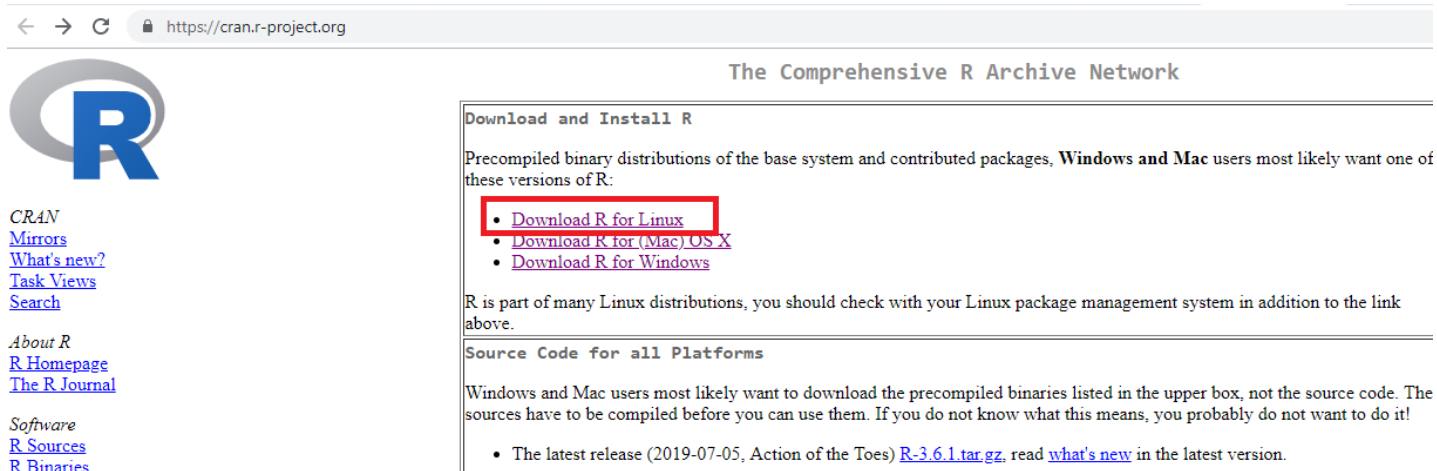 https://cran.r-project.org
R
CRAN
Mirrors
What's new?
Task Views
Search
About R
R Homepage
The R Journal
Software
R Sources
R Binaries
The Comprehensive R Archive Network
Download and Install R
Precompiled binary distributions of the base system and contributed packages, Windows and Mac users most likely want one of
these versions of R:
• Download R for Linux
• Download R for (Mac) OS X
• Download R for Windows
R is part of many Linux distributions, you should check with your Linux package management system in addition to the link
above.
Source Code for all Platforms
Windows and Mac users most likely want to download the precompiled binaries listed in the upper box, not the source code. The
sources have to be compiled before you can use them. If you do not know what this means, you probably do not want to do it!
• The latest release (2019-07-05, Action of the Toes) R-3.6.1.tar.gz, read what's new in the latest version.